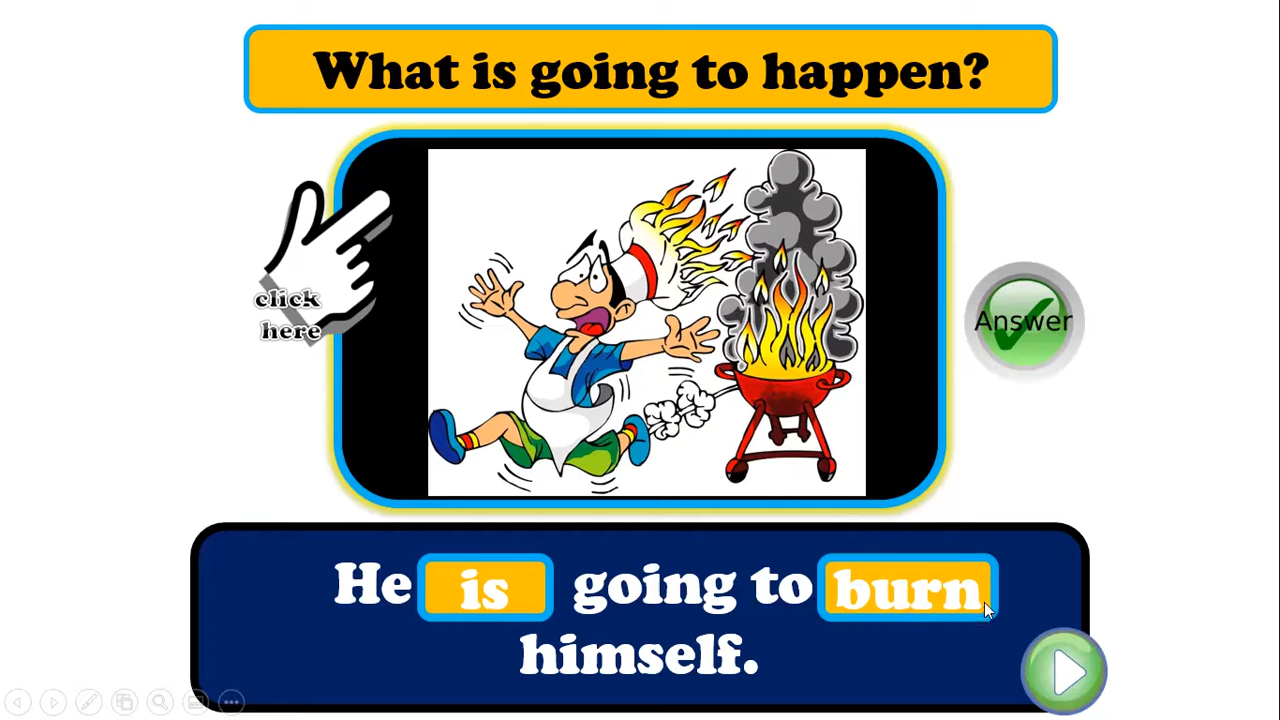 What is going to happen?
click
here
Answer
He is going to burn
himself.